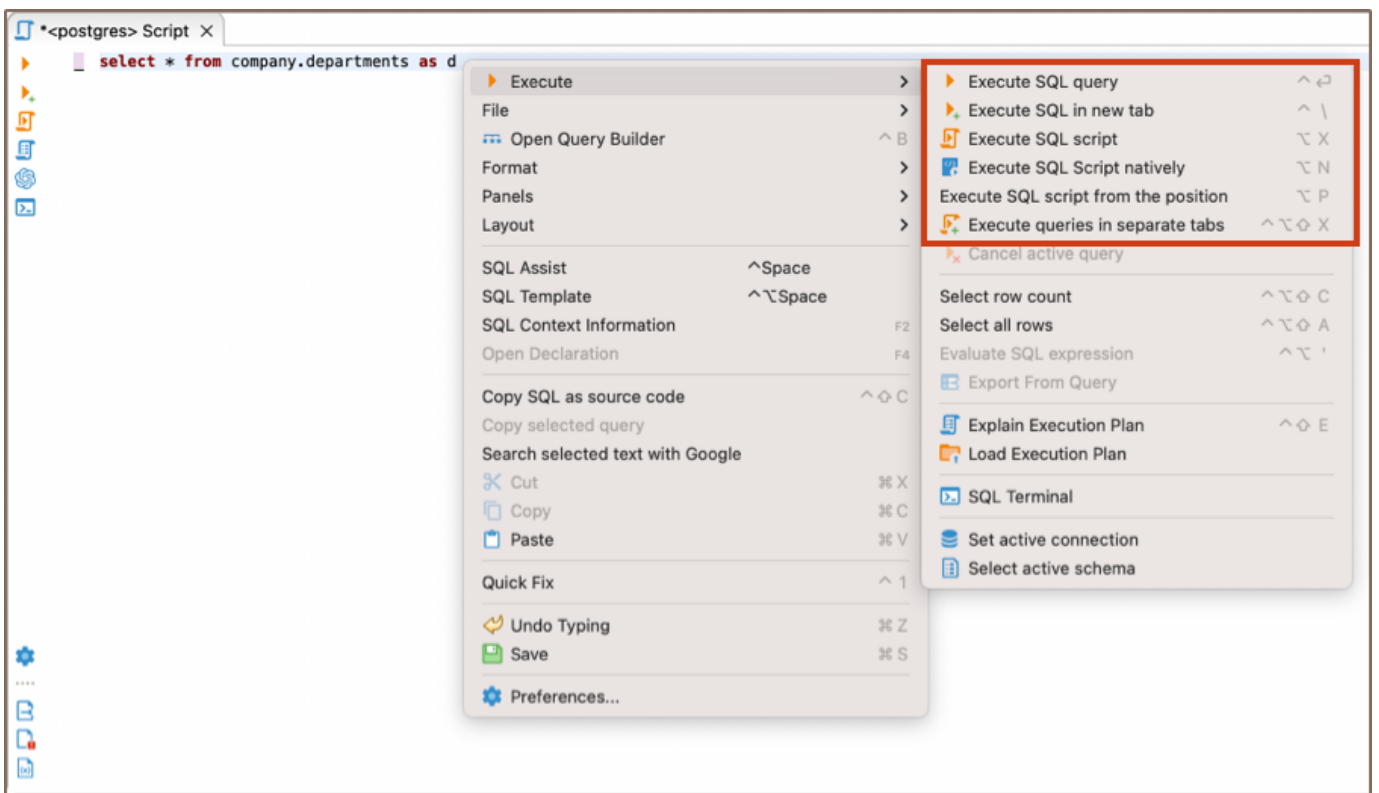 *<postgres> Script ×
select * from company.departments as d
Execute >
File >
Open Query Builder ^ B
Format >
Panels >
Layout >
SQL Assist ^Space
SQL Template ^⌥Space
SQL Context Information F2
Open Declaration F4
Copy SQL as source code ^⇧ C
Copy selected query
Search selected text with Google
Cut ⌘ X
Copy ⌘ C
Paste ⌘ V
Quick Fix ^ 1
Undo Typing ⌘ Z
Save ⌘ S
Preferences...
Execute SQL query ^ ⏎
Execute SQL in new tab ^ \
Execute SQL script ⌥ X
Execute SQL Script natively ⌥ N
Execute SQL script from the position ⌥ P
Execute queries in separate tabs ^⌥⇧ X
Cancel active query
Select row count ^⌥⇧ C
Select all rows ^⌥⇧ A
Evaluate SQL expression ^⌥ '
Export From Query
Explain Execution Plan ^⇧ E
Load Execution Plan
SQL Terminal
Set active connection
Select active schema